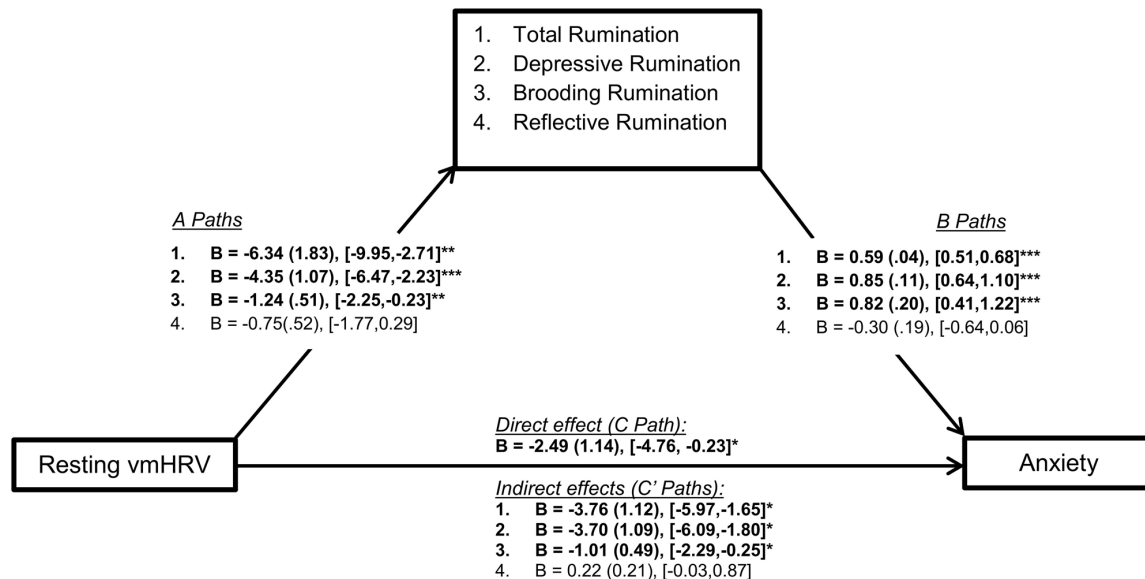 1. Total Rumination
2. Depressive Rumination
3. Brooding Rumination
4. Reflective Rumination
A Paths
1. B = -6.34 (1.83), [-9.95,-2.71]**
2. B = -4.35 (1.07), [-6.47,-2.23]***
3. B = -1.24 (.51), [-2.25,-0.23]**
4. B = -0.75(.52), [-1.77,0.29]
B Paths
1. B = 0.59 (.04), [0.51,0.68]***
2. B = 0.85 (.11), [0.64,1.10]***
3. B = 0.82 (.20), [0.41,1.22]***
4. B = -0.30 (.19), [-0.64,0.06]
Resting vmHRV
Direct effect (C Path):
B = -2.49 (1.14), [-4.76, -0.23]*
Indirect effects (C' Paths):
1. B = -3.76 (1.12), [-5.97,-1.65]*
2. B = -3.70 (1.09), [-6.09,-1.80]*
3. B = -1.01 (0.49), [-2.29,-0.25]*
4. B = 0.22 (0.21), [-0.03,0.87]
Anxiety